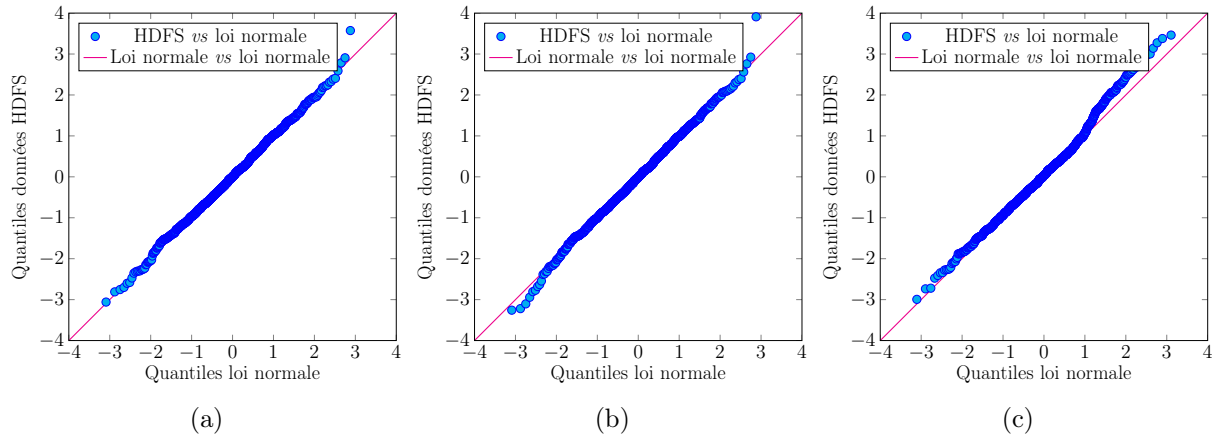 4
3
2
1
0
−1
−2
−3
−4
−4 −3 −2 −1 0 1 2 3 4
Quantiles données HDFS
Quantiles loi normale
HDFS vs loi normale
Loi normale vs loi normale
(a)
4
3
2
1
0
−1
−2
−3
−4
−4 −3 −2 −1 0 1 2 3 4
Quantiles données HDFS
Quantiles loi normale
HDFS vs loi normale
Loi normale vs loi normale
(b)
4
3
2
1
0
−1
−2
−3
−4
−4 −3 −2 −1 0 1 2 3 4
Quantiles données HDFS
Quantiles loi normale
HDFS vs loi normale
Loi normale vs loi normale
(c)